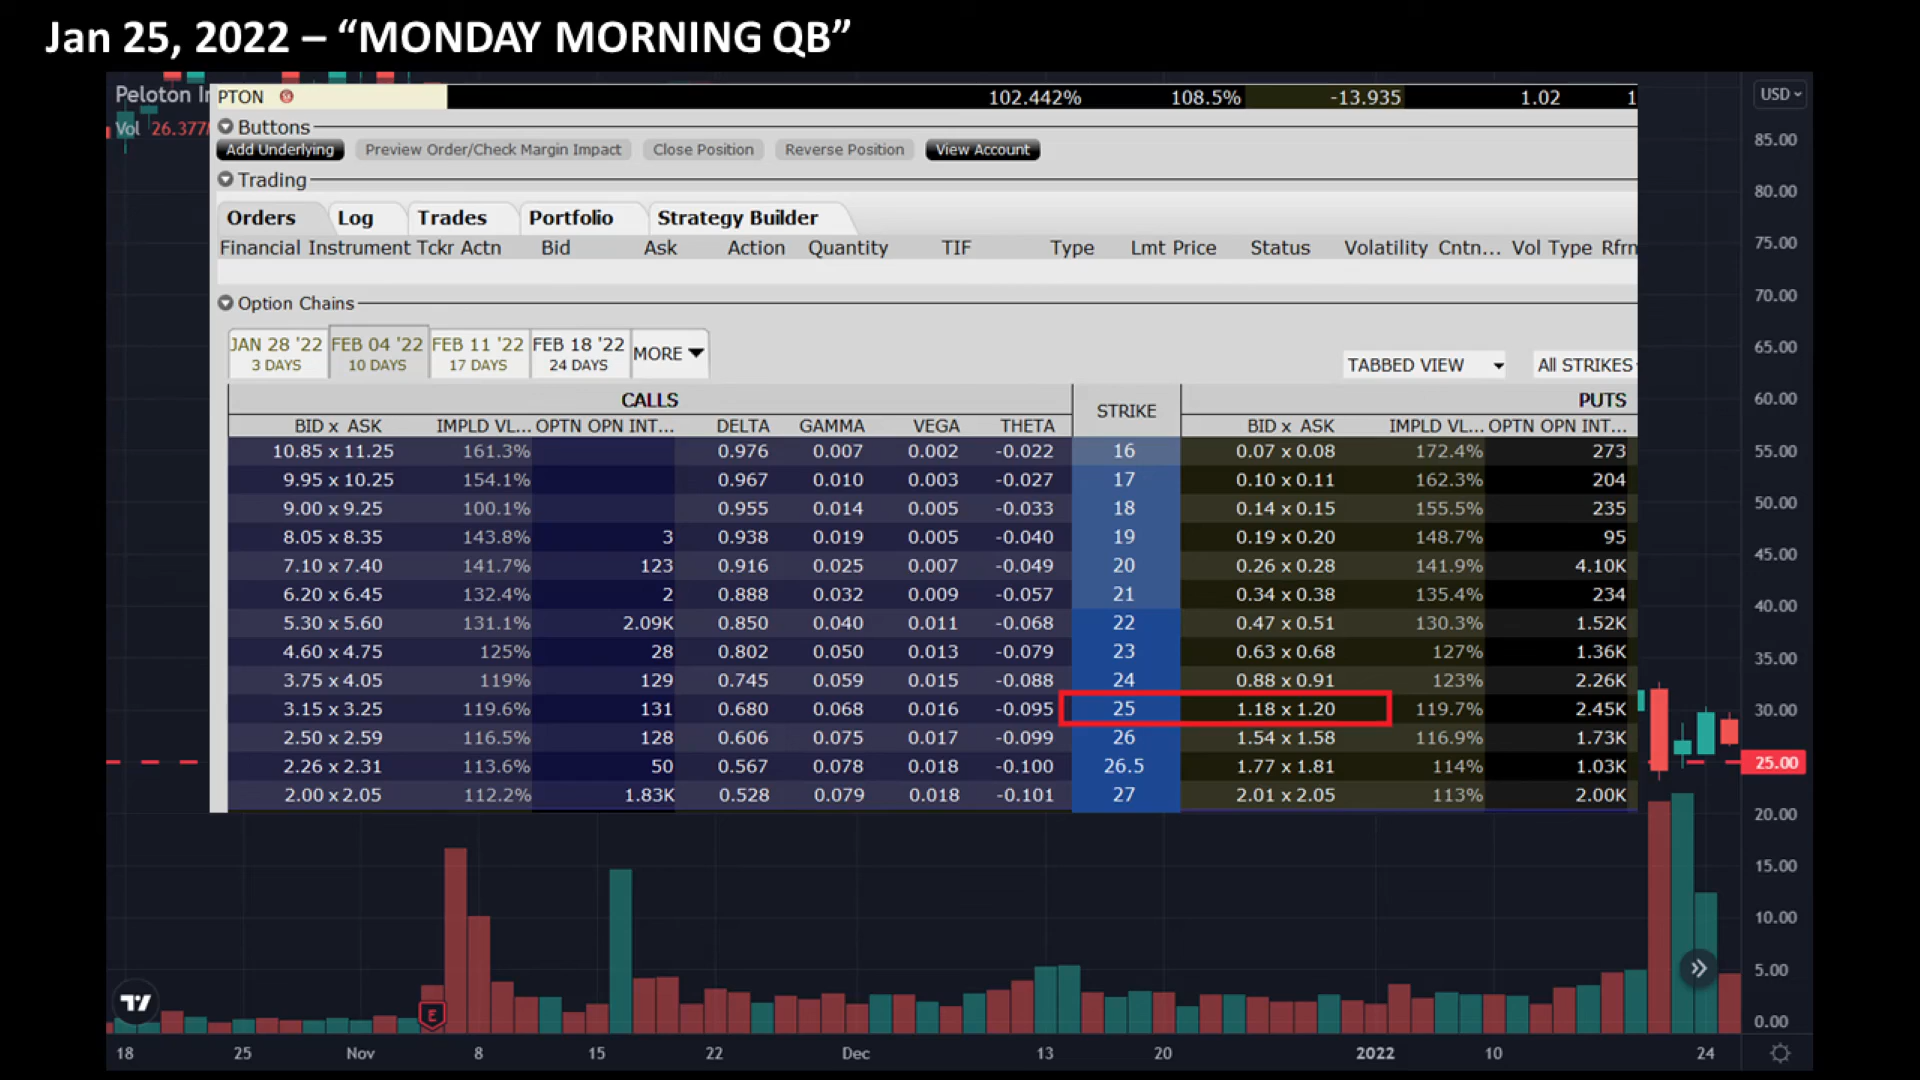 Jan 25, 2022 – “MONDAY MORNING QB”
Peloton In
PTON 102.442% 108.5% -13.935 1.02 1
Vol 26.377
Buttons
Add Underlying Preview Order/Check Margin Impact Close Position Reverse Position View Account
Trading
Orders Log Trades Portfolio Strategy Builder
Financial Instrument Tckr Actn Bid Ask Action Quantity TIF Type Lmt Price Status Volatility Cntn... Vol Type Rfrn
Option Chains
JAN 28 '22 FEB 04 '22 FEB 11 '22 FEB 18 '22 MORE
3 DAYS 10 DAYS 17 DAYS 24 DAYS
TABBED VIEW All STRIKES
CALLS STRIKE PUTS
BID x ASK IMPLD VL... OPTN OPN INT... DELTA GAMMA VEGA THETA BID x ASK IMPLD VL... OPTN OPN INT...
10.85 x 11.25 161.3% 0.976 0.007 0.002 -0.022 16 0.07 x 0.08 172.4% 273
9.95 x 10.25 154.1% 0.967 0.010 0.003 -0.027 17 0.10 x 0.11 162.3% 204
9.00 x 9.25 100.1% 0.955 0.014 0.005 -0.033 18 0.14 x 0.15 155.5% 235
8.05 x 8.35 143.8% 3 0.938 0.019 0.005 -0.040 19 0.19 x 0.20 148.7% 95
7.10 x 7.40 141.7% 123 0.916 0.025 0.007 -0.049 20 0.26 x 0.28 141.9% 4.10K
6.20 x 6.45 132.4% 2 0.888 0.032 0.009 -0.057 21 0.34 x 0.38 135.4% 234
5.30 x 5.60 131.1% 2.09K 0.850 0.040 0.011 -0.068 22 0.47 x 0.51 130.3% 1.52K
4.60 x 4.75 125% 28 0.802 0.050 0.013 -0.079 23 0.63 x 0.68 127% 1.36K
3.75 x 4.05 119% 129 0.745 0.059 0.015 -0.088 24 0.88 x 0.91 123% 2.26K
3.15 x 3.25 119.6% 131 0.680 0.068 0.016 -0.095 25 1.18 x 1.20 119.7% 2.45K
2.50 x 2.59 116.5% 128 0.606 0.075 0.017 -0.099 26 1.54 x 1.58 116.9% 1.73K
2.26 x 2.31 113.6% 50 0.567 0.078 0.018 -0.100 26.5 1.77 x 1.81 114% 1.03K
2.00 x 2.05 112.2% 1.83K 0.528 0.079 0.018 -0.101 27 2.01 x 2.05 113% 2.00K
USD
85.00
80.00
75.00
70.00
65.00
60.00
55.00
50.00
45.00
40.00
35.00
30.00
25.00
20.00
15.00
10.00
5.00
0.00
E
18 25 Nov 8 15 22 Dec 13 20 2022 10 24